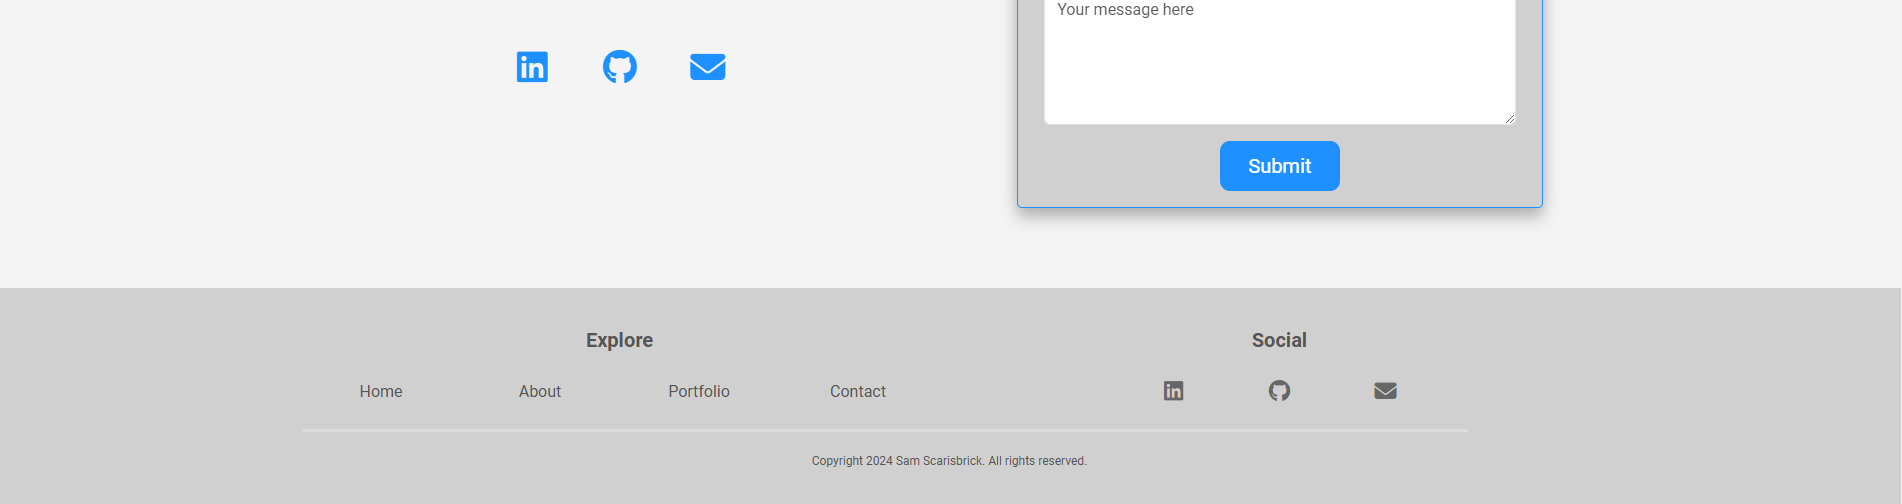 Your message here
Submit
Explore
Social
Home About Portfolio Contact
Copyright 2024 Sam Scarisbrick. All rights reserved.